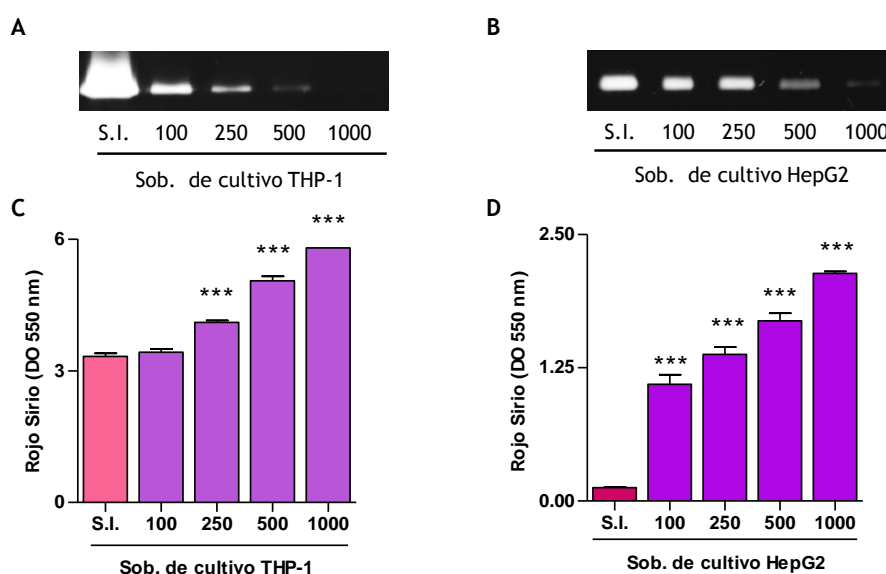 A
S.I. 100 250 500 1000
Sob. de cultivo THP-1
B
S.I. 100 250 500 1000
Sob. de cultivo HepG2
C
Rojo Sirio (DO 550 nm)
6
3
0
***
***
***
S.I. 100 250 500 1000
Sob. de cultivo THP-1
D
Rojo Sirio (DO 550 nm)
2.50
1.25
0.00
***
***
***
***
S.I. 100 250 500 1000
Sob. de cultivo HepG2